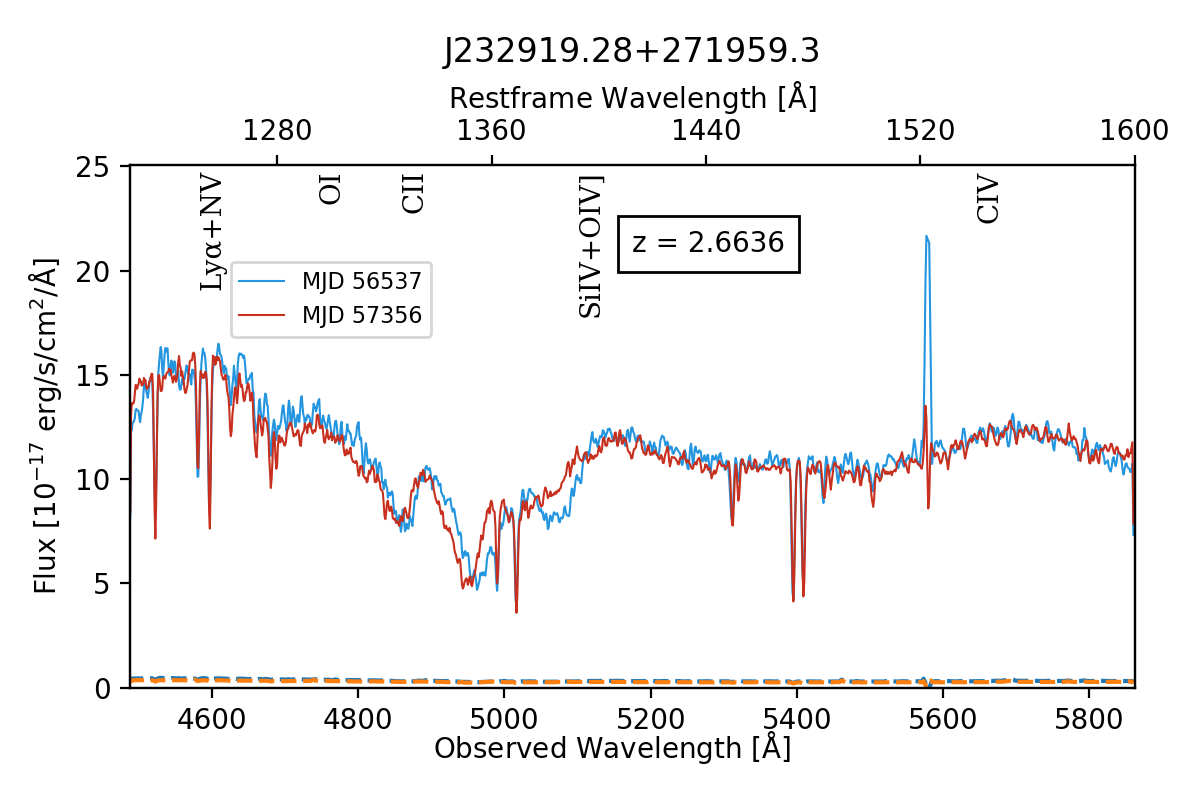 J232919.28+271959.3
Restframe Wavelength [Å]
1280 1360 1440 1520 1600
25
20
15
10
5
0
Flux [10⁻¹⁷ erg/s/cm²/Å]
Lyα+NV
OI
CII
SiIV+OIV]
CIV
z = 2.6636
MJD 56537
MJD 57356
4600 4800 5000 5200 5400 5600 5800
Observed Wavelength [Å]